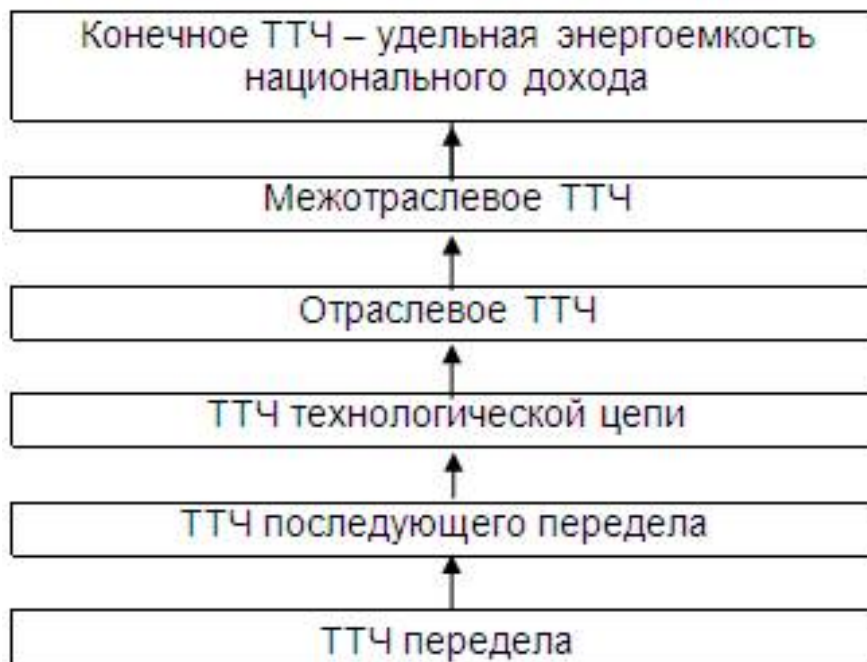 Конечное ТТЧ – удельная энергоемкость
национального дохода
Межотраслевое ТТЧ
Отраслевое ТТЧ
ТТЧ технологической цепи
ТТЧ последующего передела
ТТЧ передела